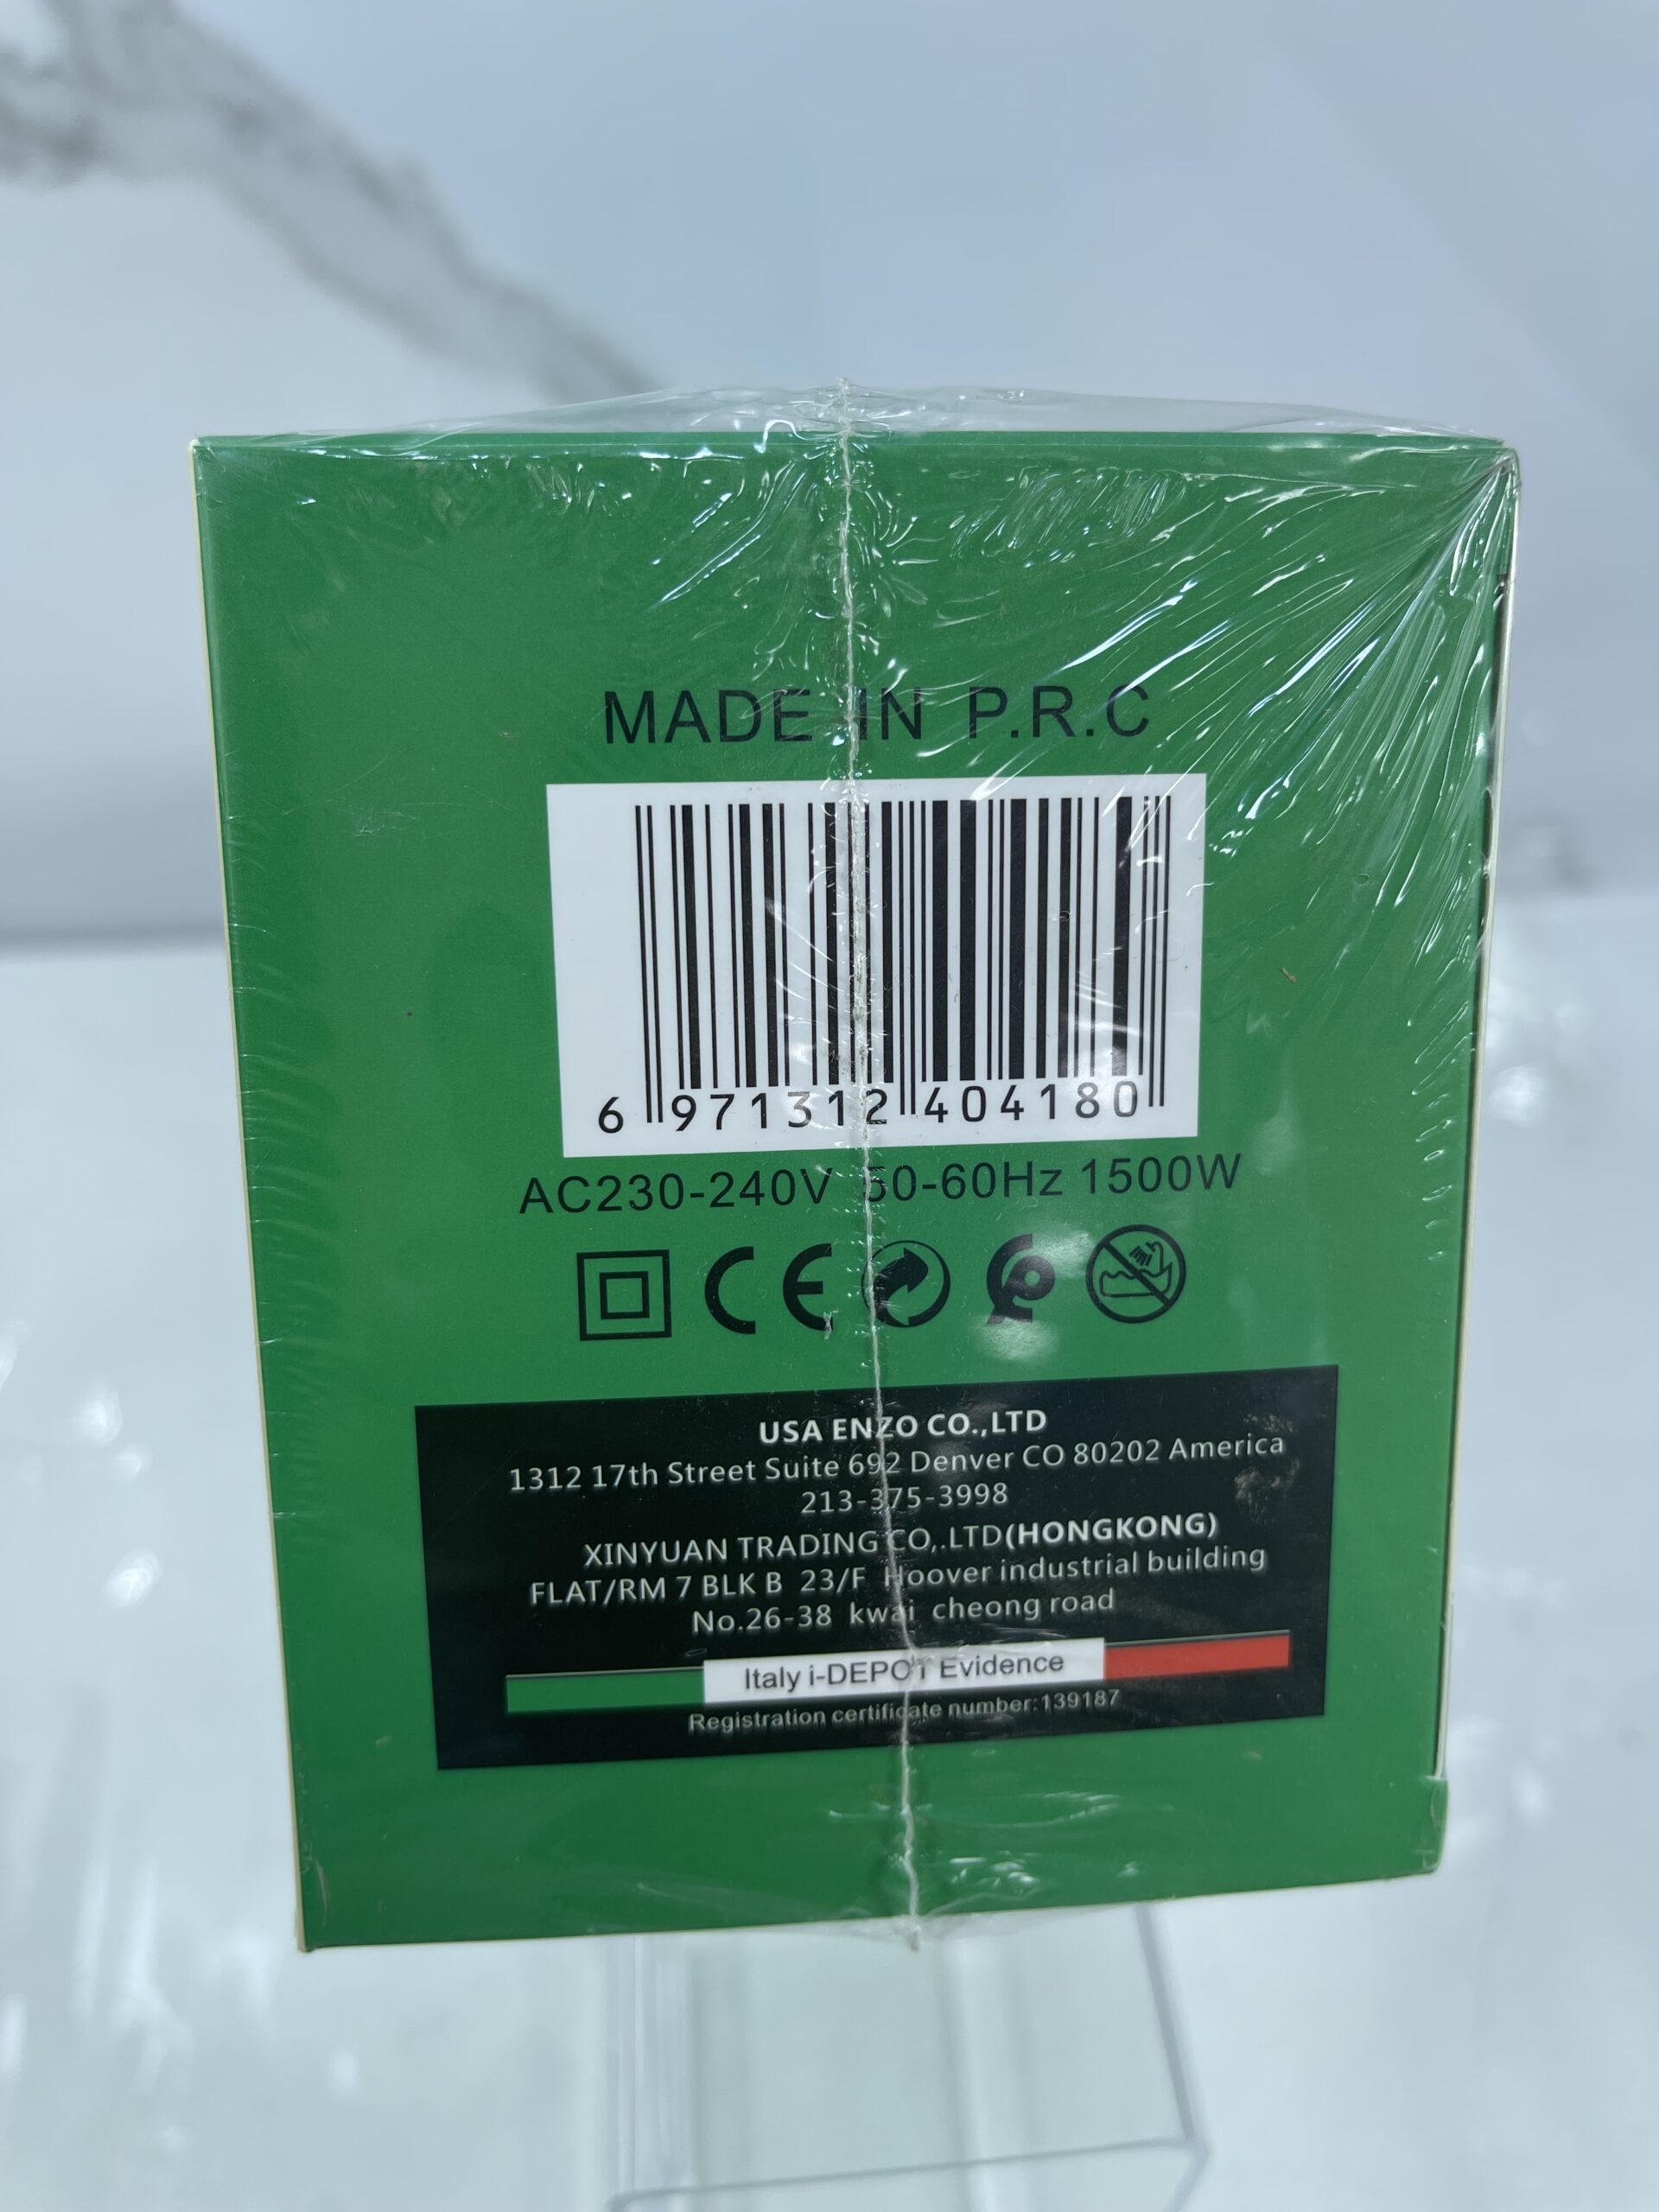 MADE IN P.R.C
6 971312 404180
AC230-240V 50-60Hz 1500W
CE
USA ENZO CO.,LTD
1312 17th Street Suite 692 Denver CO 80202 America
213-375-3998
XINYUAN TRADING CO,.LTD(HONGKONG)
FLAT/RM 7 BLK B 23/F Hoover industrial building
No.26-38 kwai cheong road
Italy i-DEPOT Evidence
Registration certificate number:139187